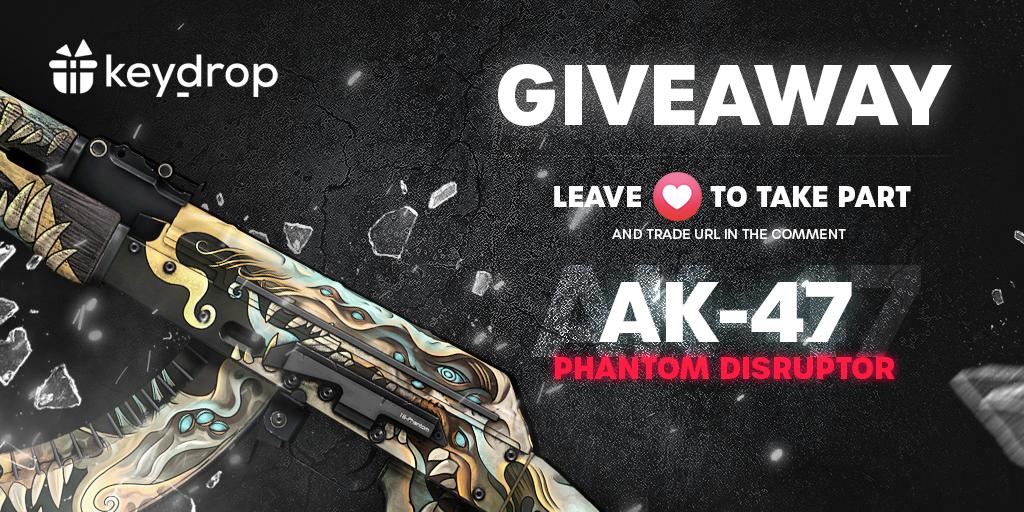 keydrop
GIVEAWAY
LEAVE TO TAKE PART
AND TRADE URL IN THE COMMENT
AK-47
PHANTOM DISRUPTOR